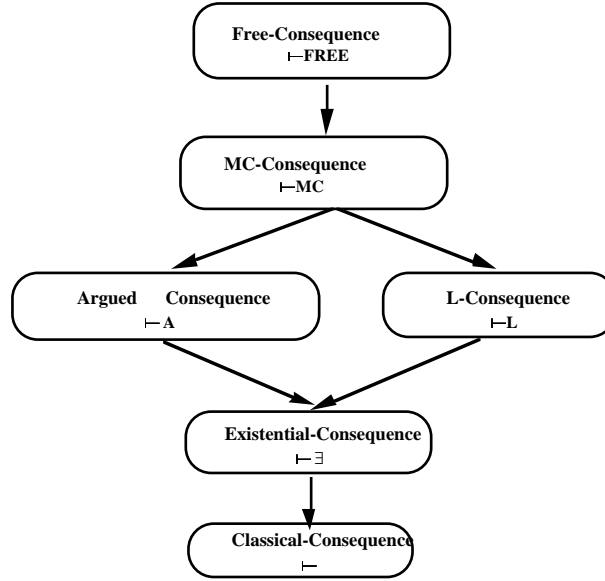 Free-Consequence
⊢FREE
MC-Consequence
⊢MC
Argued Consequence
⊢A
L-Consequence
⊢L
Existential-Consequence
⊢∃
Classical-Consequence
⊢